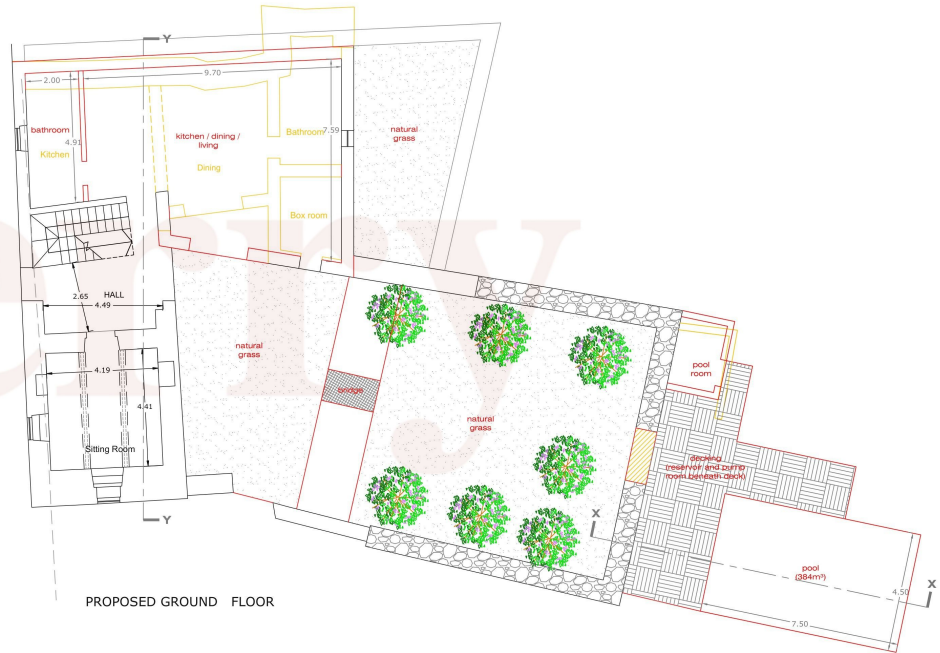 Y
2.00
9.70
bathroom
4.91
Kitchen
kitchen / dining /
living
Dining
Bathroom
7.59
natural
grass
Box room
HALL
2.65
4.49
4.19
4.41
Sitting Room
natural
grass
bridge
natural
grass
pool
room
decking
(reservoir and pump
room beneath deck)
X
Y
pool
(384m³)
4.50
7.50
X
PROPOSED GROUND FLOOR
erry